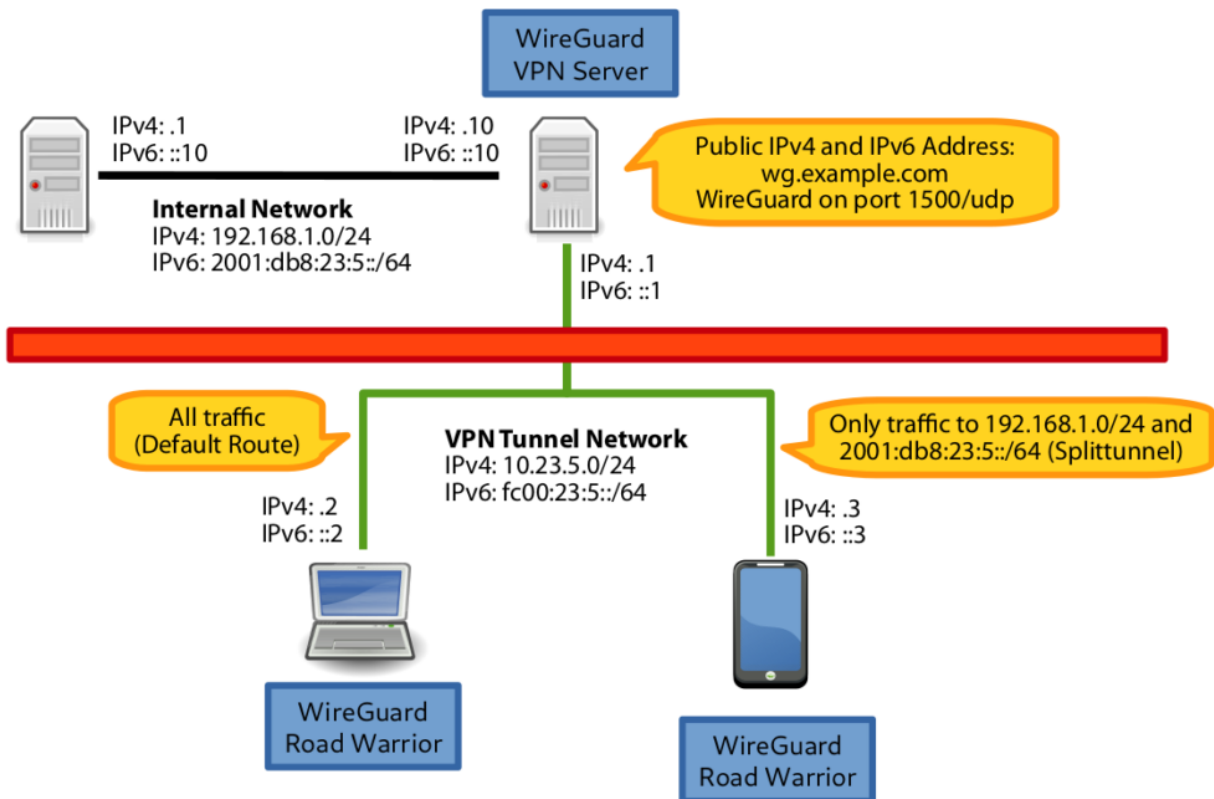 WireGuard
VPN Server
IPv4: .1
IPv6: ::10
IPv4: .10
IPv6: ::10
Public IPv4 and IPv6 Address:
wg.example.com
WireGuard on port 1500/udp
Internal Network
IPv4: 192.168.1.0/24
IPv6: 2001:db8:23:5::/64
IPv4: .1
IPv6: ::1
All traffic
(Default Route)
VPN Tunnel Network
IPv4: 10.23.5.0/24
IPv6: fc00:23:5::/64
Only traffic to 192.168.1.0/24 and
2001:db8:23:5::/64 (Splittunnel)
IPv4: .2
IPv6: ::2
IPv4: .3
IPv6: ::3
WireGuard
Road Warrior
WireGuard
Road Warrior